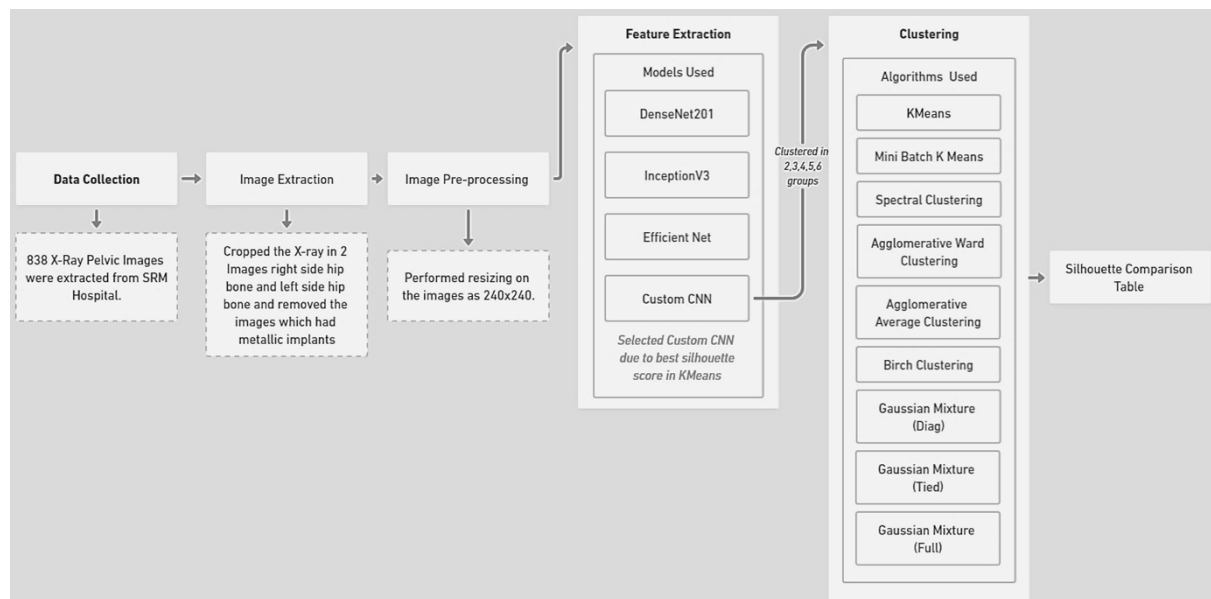 Data Collection
838 X-Ray Pelvic Images
were extracted from SRM
Hospital.
Image Extraction
Cropped the X-ray in 2
Images right side hip
bone and left side hip
bone and removed the
images which had
metallic implants
Image Pre-processing
Performed resizing on
the images as 240x240.
Feature Extraction
Models Used
DenseNet201
InceptionV3
Efficient Net
Custom CNN
Selected Custom CNN
due to best silhouette
score in KMeans
Clustered in
2,3,4,5,6
groups
Clustering
Algorithms Used
KMeans
Mini Batch K Means
Spectral Clustering
Agglomerative Ward
Clustering
Agglomerative
Average Clustering
Birch Clustering
Gaussian Mixture
(Diag)
Gaussian Mixture
(Tied)
Gaussian Mixture
(Full)
Silhouette Comparison
Table